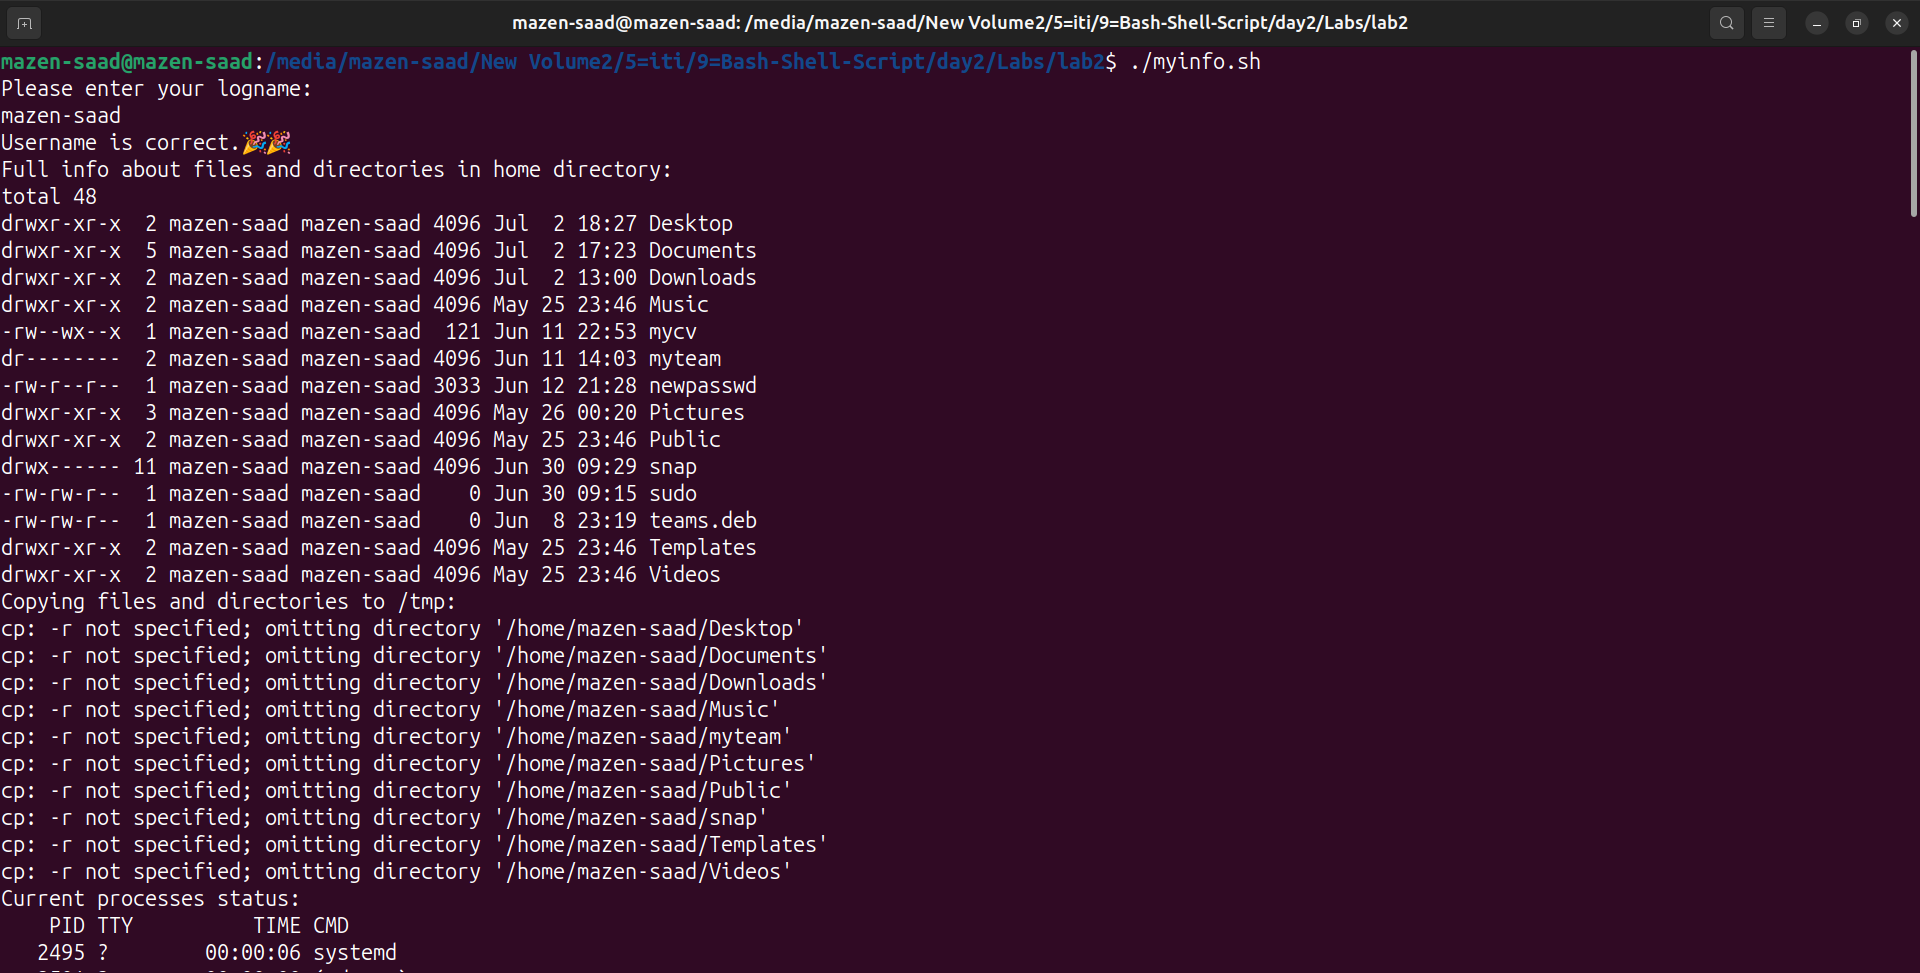 mazen-saad@mazen-saad: /media/mazen-saad/New Volume2/5=iti/9=Bash-Shell-Script/day2/Labs/lab2
mazen-saad@mazen-saad:/media/mazen-saad/New Volume2/5=iti/9=Bash-Shell-Script/day2/Labs/lab2$ ./myinfo.sh
Please enter your logname:
mazen-saad
Username is correct.🎉🎉
Full info about files and directories in home directory:
total 48
drwxr-xr-x  2 mazen-saad mazen-saad 4096 Jul  2 18:27 Desktop
drwxr-xr-x  5 mazen-saad mazen-saad 4096 Jul  2 17:23 Documents
drwxr-xr-x  2 mazen-saad mazen-saad 4096 Jul  2 13:00 Downloads
drwxr-xr-x  2 mazen-saad mazen-saad 4096 May 25 23:46 Music
-rw--wx--x  1 mazen-saad mazen-saad  121 Jun 11 22:53 mycv
dr--------  2 mazen-saad mazen-saad 4096 Jun 11 14:03 myteam
-rw-r--r--  1 mazen-saad mazen-saad 3033 Jun 12 21:28 newpasswd
drwxr-xr-x  3 mazen-saad mazen-saad 4096 May 26 00:20 Pictures
drwxr-xr-x  2 mazen-saad mazen-saad 4096 May 25 23:46 Public
drwx------ 11 mazen-saad mazen-saad 4096 Jun 30 09:29 snap
-rw-rw-r--  1 mazen-saad mazen-saad    0 Jun 30 09:15 sudo
-rw-rw-r--  1 mazen-saad mazen-saad    0 Jun  8 23:19 teams.deb
drwxr-xr-x  2 mazen-saad mazen-saad 4096 May 25 23:46 Templates
drwxr-xr-x  2 mazen-saad mazen-saad 4096 May 25 23:46 Videos
Copying files and directories to /tmp:
cp: -r not specified; omitting directory '/home/mazen-saad/Desktop'
cp: -r not specified; omitting directory '/home/mazen-saad/Documents'
cp: -r not specified; omitting directory '/home/mazen-saad/Downloads'
cp: -r not specified; omitting directory '/home/mazen-saad/Music'
cp: -r not specified; omitting directory '/home/mazen-saad/myteam'
cp: -r not specified; omitting directory '/home/mazen-saad/Pictures'
cp: -r not specified; omitting directory '/home/mazen-saad/Public'
cp: -r not specified; omitting directory '/home/mazen-saad/snap'
cp: -r not specified; omitting directory '/home/mazen-saad/Templates'
cp: -r not specified; omitting directory '/home/mazen-saad/Videos'
Current processes status:
    PID TTY          TIME CMD
   2495 ?        00:00:06 systemd